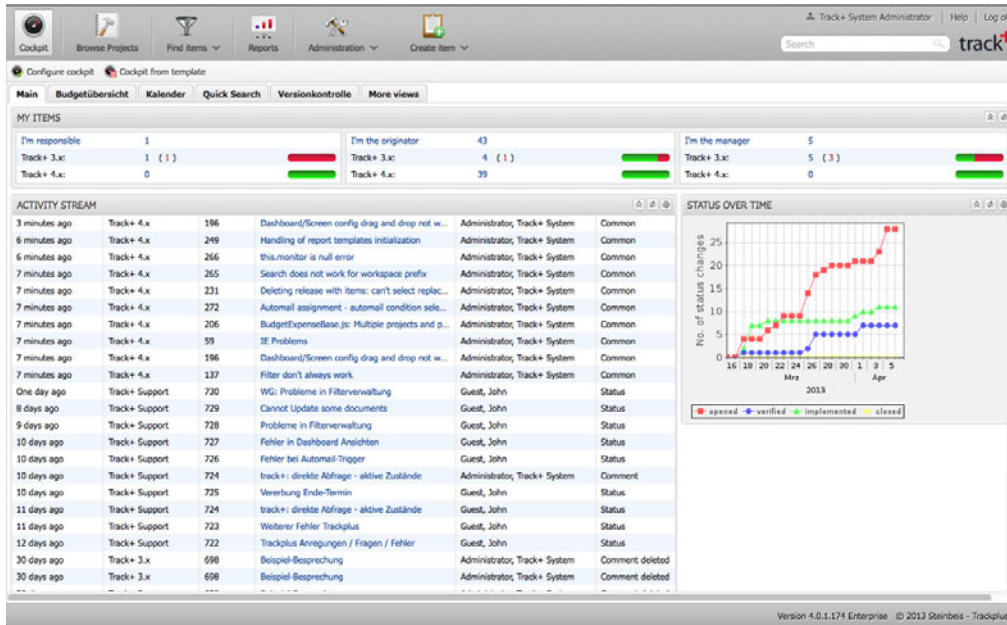 Track+ System Administrator | Help | Log o
Cockpit Browse Projects Find items Reports Administration Create item
Search
track+
Configure cockpit Cockpit from template
Main Budgetübersicht Kalender Quick Search Versionkontrolle More views
MY ITEMS
I'm responsible 1 I'm the originator 43 I'm the manager 5
Track+ 3.x: 1 (1) Track+ 3.x: 4 (1) Track+ 3.x: 5 (3)
Track+ 4.x: 0 Track+ 4.x: 39 Track+ 4.x: 0
ACTIVITY STREAM
3 minutes ago Track+ 4.x 196 Dashboard/Screen config drag and drop not w... Administrator, Track+ System Common
6 minutes ago Track+ 4.x 249 Handling of report templates initialization Administrator, Track+ System Common
6 minutes ago Track+ 4.x 266 this.monitor is null error Administrator, Track+ System Common
7 minutes ago Track+ 4.x 265 Search does not work for workspace prefix Administrator, Track+ System Common
7 minutes ago Track+ 4.x 231 Deleting release with items: can't select replac... Administrator, Track+ System Common
7 minutes ago Track+ 4.x 272 Automail assignment - automail condition sele... Administrator, Track+ System Common
7 minutes ago Track+ 4.x 206 BudgetExpenseBase.js: Multiple projects and p... Administrator, Track+ System Common
7 minutes ago Track+ 4.x 59 IE Problems Administrator, Track+ System Common
7 minutes ago Track+ 4.x 196 Dashboard/Screen config drag and drop not w... Administrator, Track+ System Common
7 minutes ago Track+ 4.x 137 Filter don't always work Administrator, Track+ System Common
One day ago Track+ Support 730 WG: Probleme in Filterverwaltung Guest, John Status
8 days ago Track+ Support 729 Cannot Update some documents Guest, John Status
9 days ago Track+ Support 728 Probleme in Filterverwaltung Guest, John Status
10 days ago Track+ Support 727 Fehler in Dashboard Ansichten Guest, John Status
10 days ago Track+ Support 726 Fehler bei Automail-Trigger Guest, John Status
10 days ago Track+ Support 724 track+: direkte Abfrage - aktive Zustände Administrator, Track+ System Comment
10 days ago Track+ Support 725 Vererbung Ende-Termin Guest, John Status
11 days ago Track+ Support 724 track+: direkte Abfrage - aktive Zustände Guest, John Status
11 days ago Track+ Support 723 Weiterer Fehler Trackplus Guest, John Status
12 days ago Track+ Support 722 Trackplus Anregungen / Fragen / Fehler Guest, John Status
30 days ago Track+ 3.x 698 Beispiel-Besprechung Administrator, Track+ System Comment deleted
30 days ago Track+ 3.x 698 Beispiel-Besprechung Administrator, Track+ System Comment deleted
STATUS OVER TIME
No. of status changes
25
20
15
10
5
0
16 18 20 22 24 26 28 30 1 3 5
Mrz Apr
2013
opened verified implemented closed
Version 4.0.1.174 Enterprise © 2013 Steinbeis - Trackplus